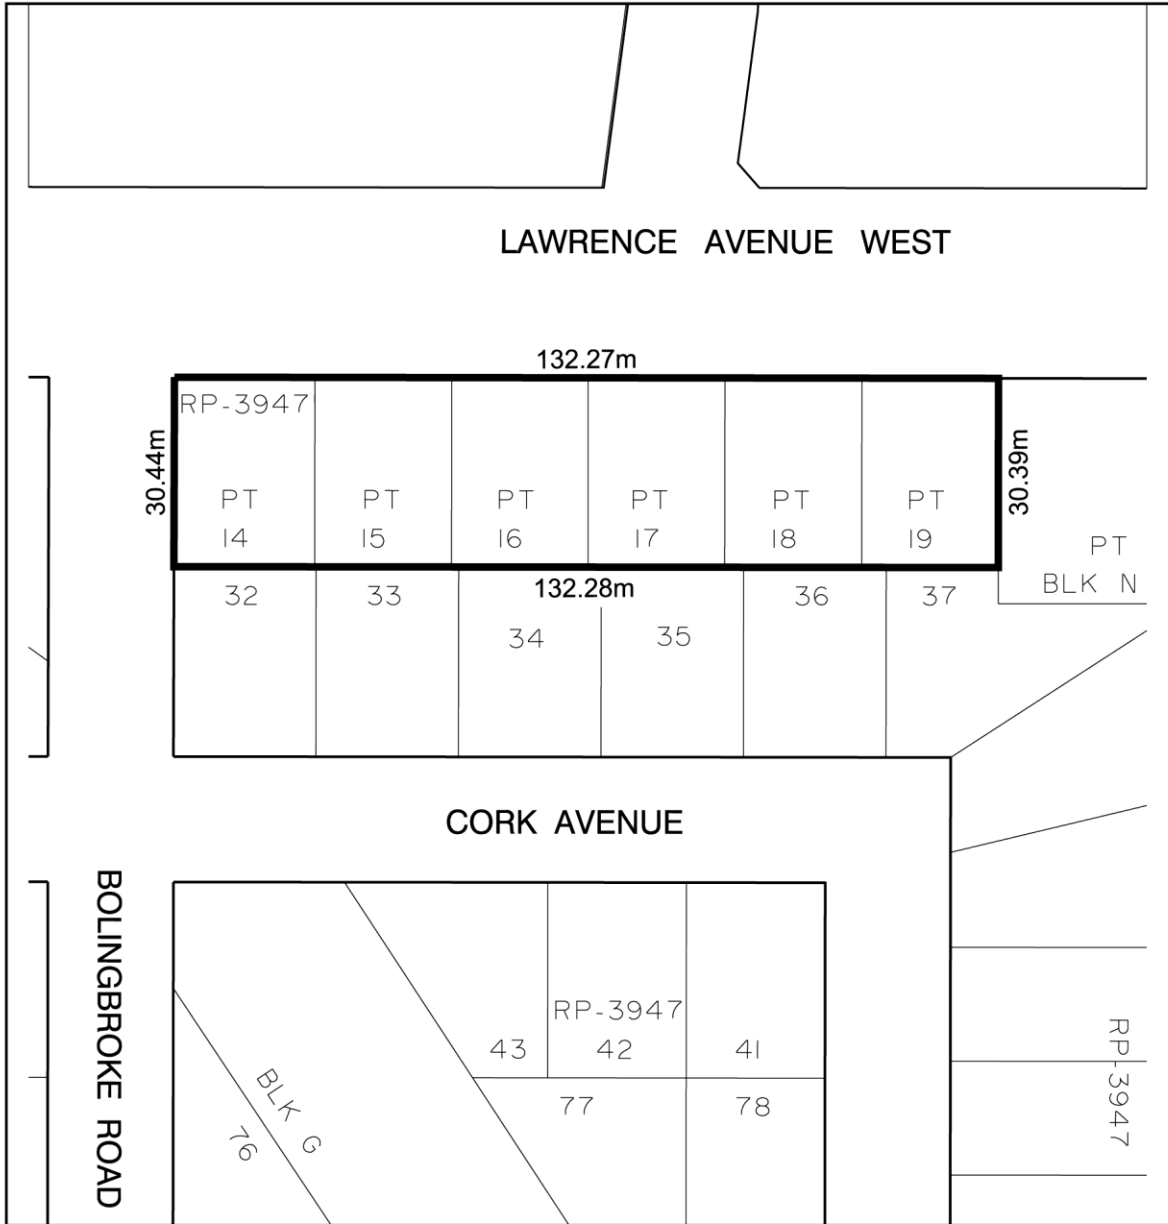 LAWRENCE AVENUE WEST
132.27m
RP-3947
30.44m
30.39m
PT
14
PT
15
PT
16
PT
17
PT
18
PT
19
PT
BLK N
32
33
132.28m
34
35
36
37
CORK AVENUE
BOLINGBROKE ROAD
RP-3947
43
42
41
77
78
BLK G
76
RP-3947